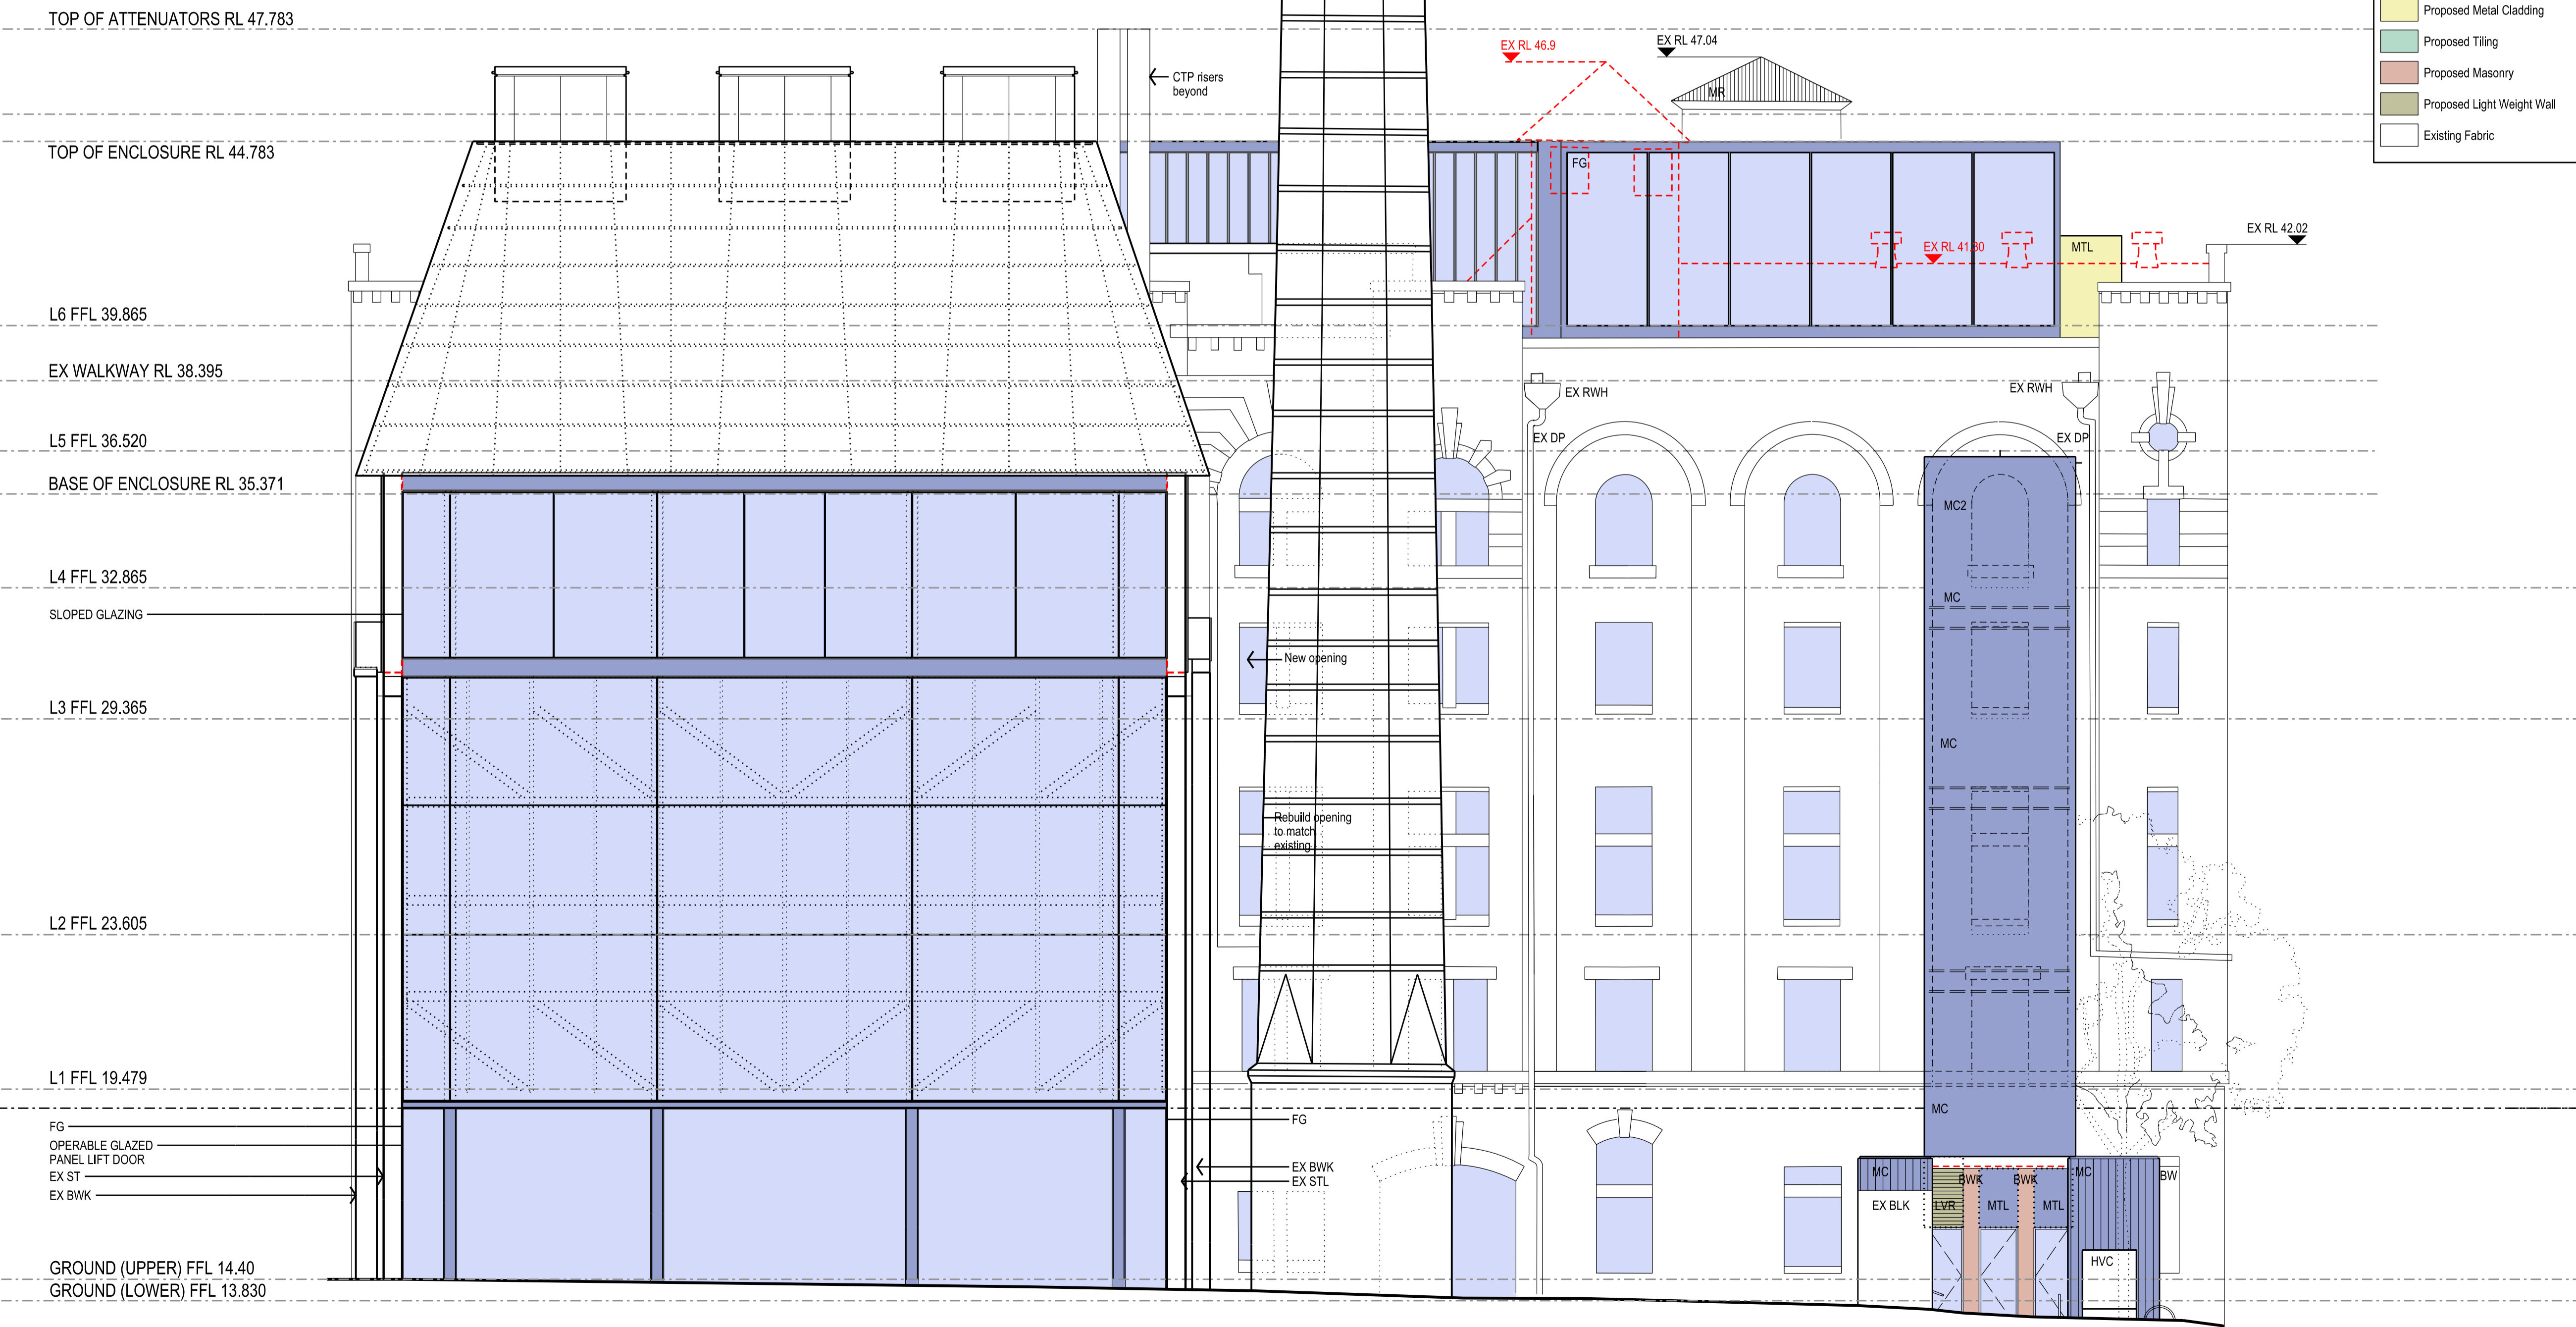 TOP OF ATTENUATORS RL 47.783
TOP OF ENCLOSURE RL 44.783
L6 FFL 39.865
EX WALKWAY RL 38.395
L5 FFL 36.520
BASE OF ENCLOSURE RL 35.371
L4 FFL 32.865
SLOPED GLAZING
L3 FFL 29.365
L2 FFL 23.605
L1 FFL 19.479
FG
OPERABLE GLAZED
PANEL LIFT DOOR
EX ST
EX BWK
GROUND (UPPER) FFL 14.40
GROUND (LOWER) FFL 13.830
CTP risers
beyond
EX RL 46.9
EX RL 47.04
MR
FG
EX RL 41.80
MTL
EX RL 42.02
EX RWH
EX RWH
EX DP
EX DP
MC2
MC
New opening
MC
Rebuild opening
to match
existing
MC
FG
EX BWK
EX STL
MC
BWK
BWK
MC
BW
EX BLK
LVR
MTL
MTL
HVC
Proposed Metal Cladding
Proposed Tiling
Proposed Masonry
Proposed Light Weight Wall
Existing Fabric